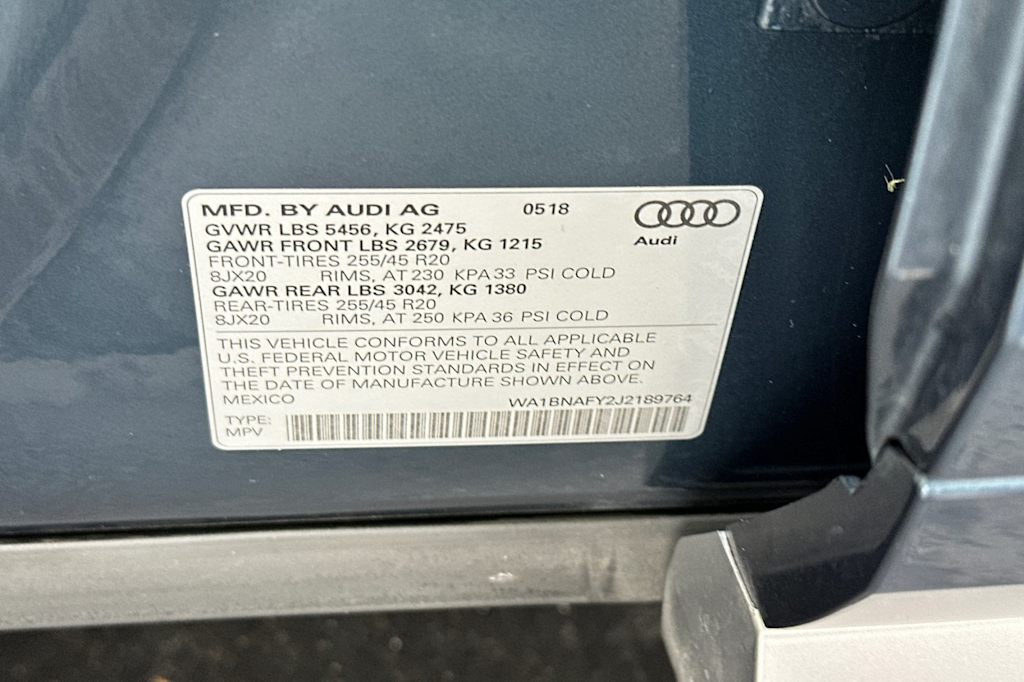 MFD. BY AUDI AG 0518
Audi
GVWR LBS 5456, KG 2475
GAWR FRONT LBS 2679, KG 1215
FRONT-TIRES 255/45 R20
8JX20 RIMS, AT 230 KPA 33 PSI COLD
GAWR REAR LBS 3042, KG 1380
REAR-TIRES 255/45 R20
8JX20 RIMS, AT 250 KPA 36 PSI COLD
THIS VEHICLE CONFORMS TO ALL APPLICABLE
U.S. FEDERAL MOTOR VEHICLE SAFETY AND
THEFT PREVENTION STANDARDS IN EFFECT ON
THE DATE OF MANUFACTURE SHOWN ABOVE.
MEXICO WA1BNAFY2J2189764
TYPE:
MPV